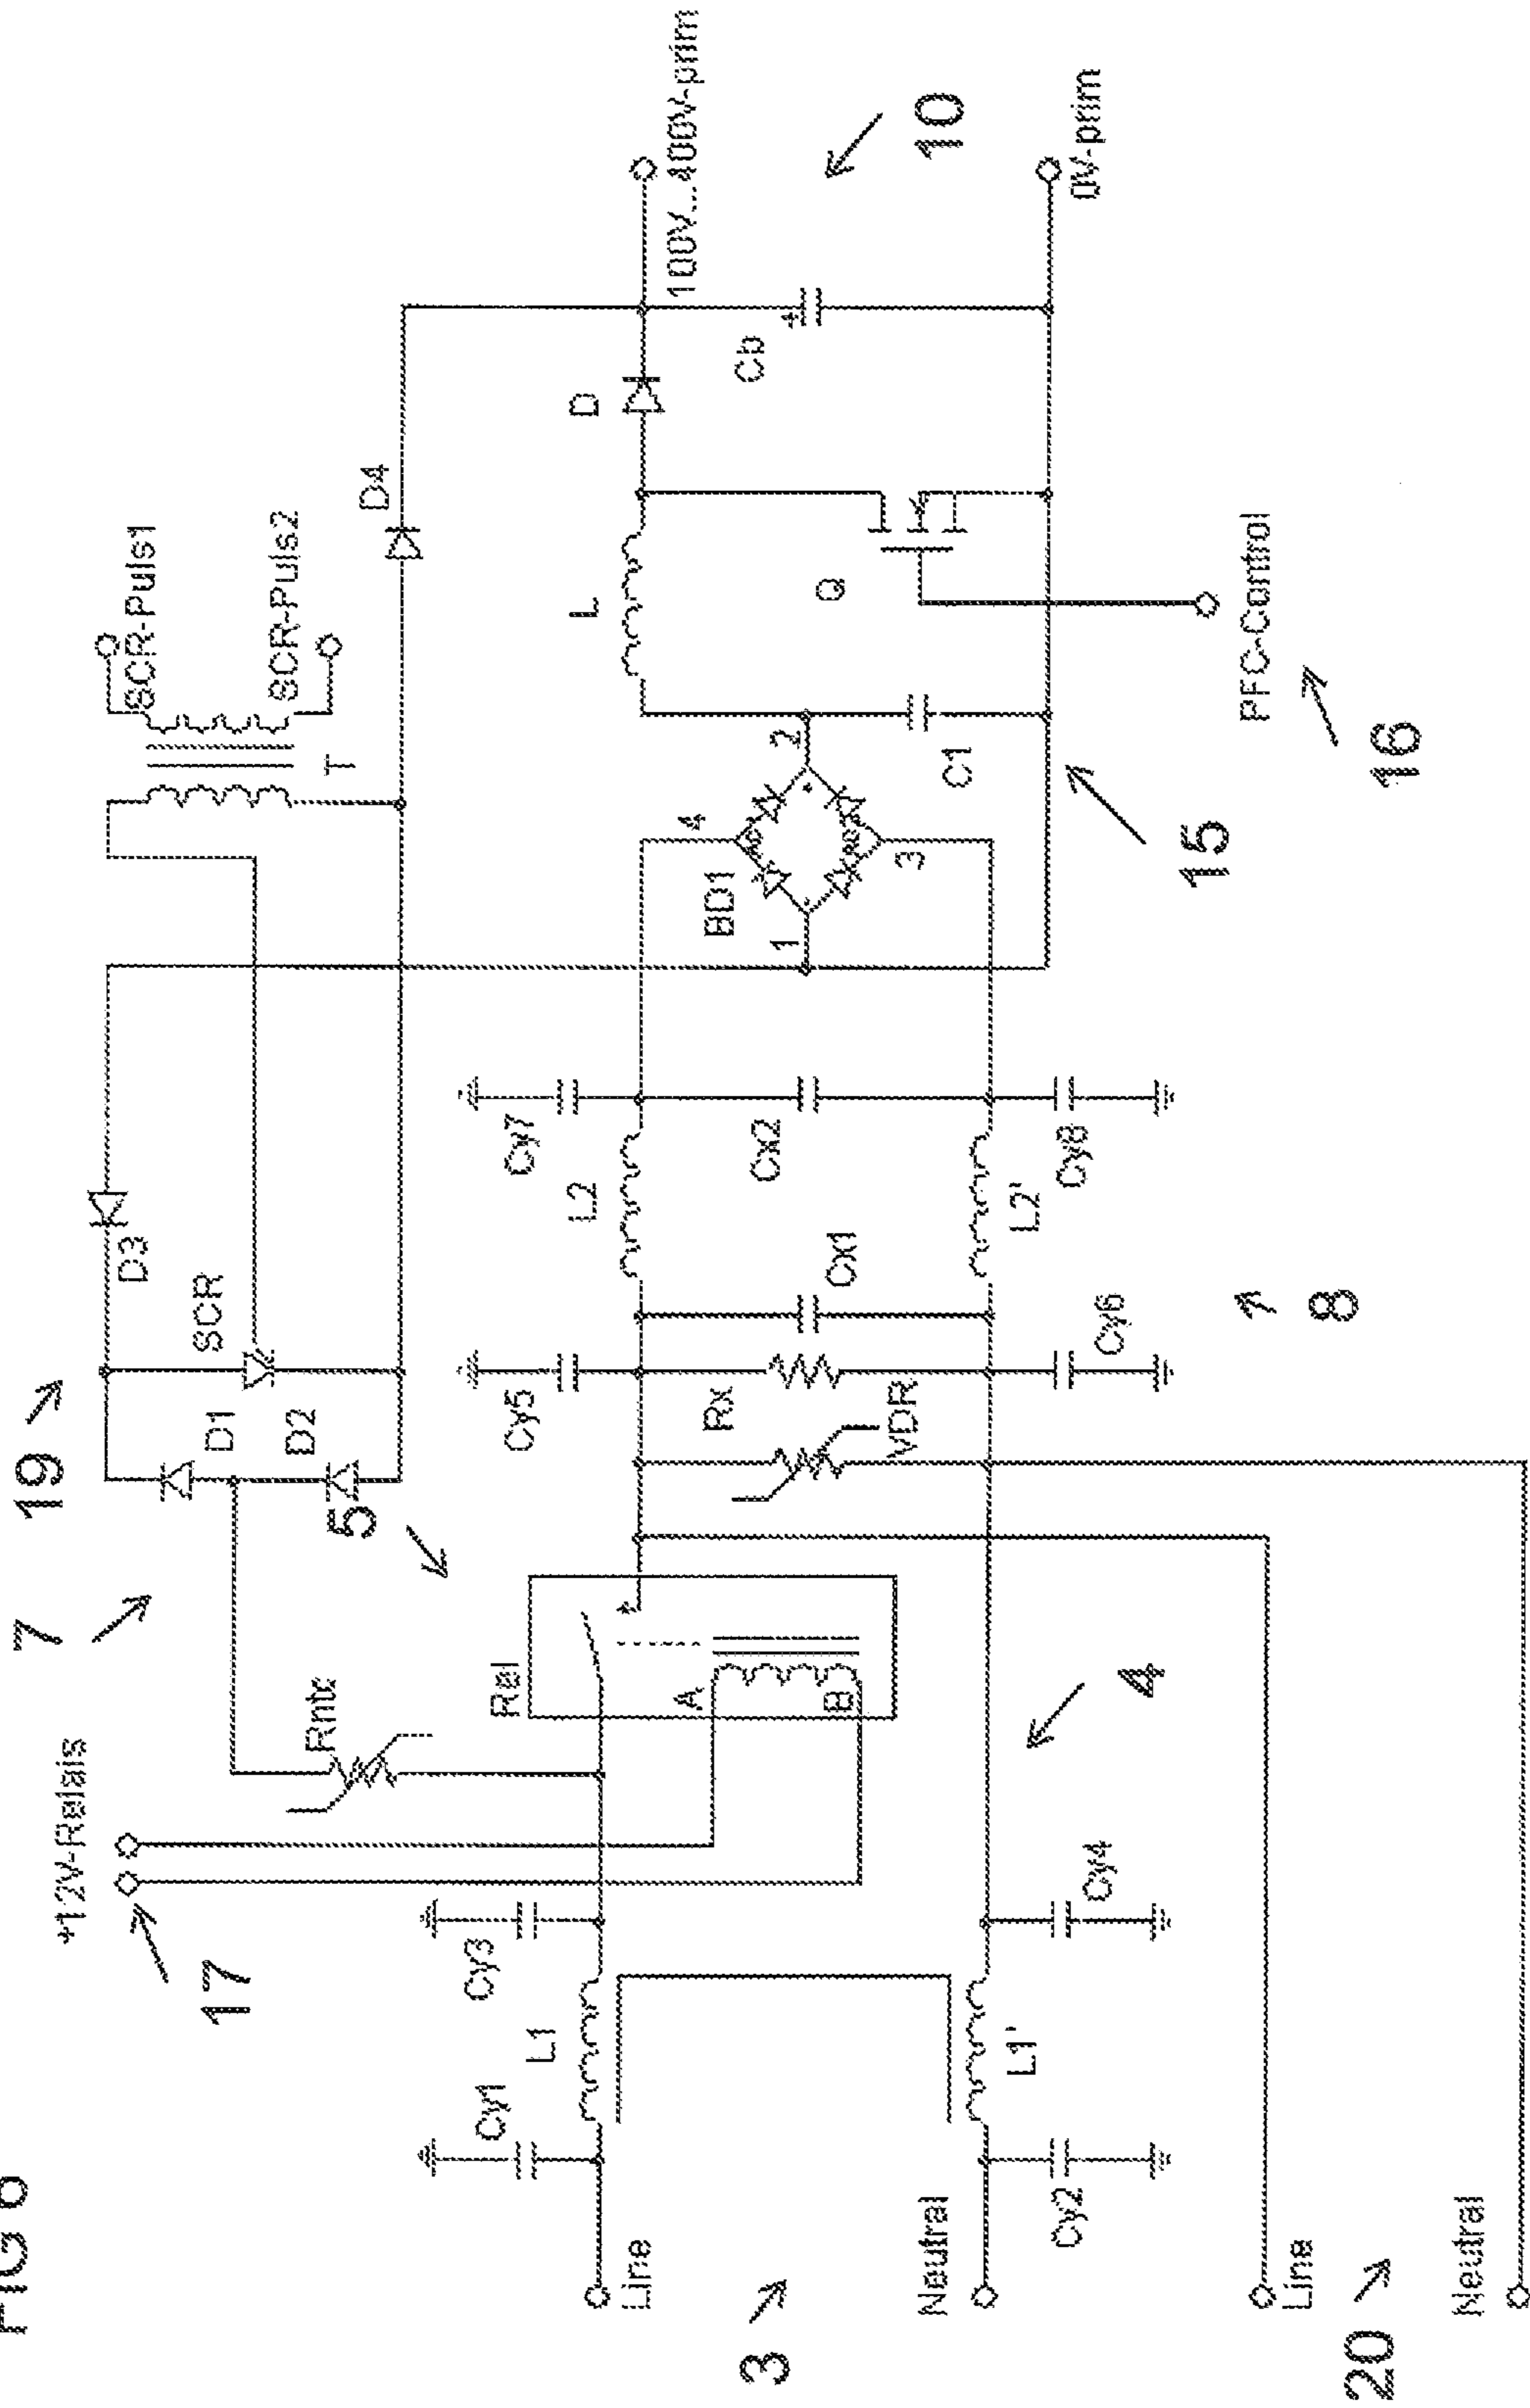 FIG 6
7
19
+12V-Relais
17
Rntc
D1
D2
5
SCR
D3
SCR-Puls1
SCR-Puls2
T
D4
Cy1
L1
Cy3
Rel
A
B
Cy5
Rx
VDR
Cx1
L2
Cy7
Cx2
BD1
4
1
2
3
L
D
Q
C1
Cb
100V...400V-prim
10
0V-prim
PFC-Control
16
15
Line
3
Neutral
Cy2
L1'
Cy4
4
Cy6
8
L2'
Cy8
Line
20
Neutral